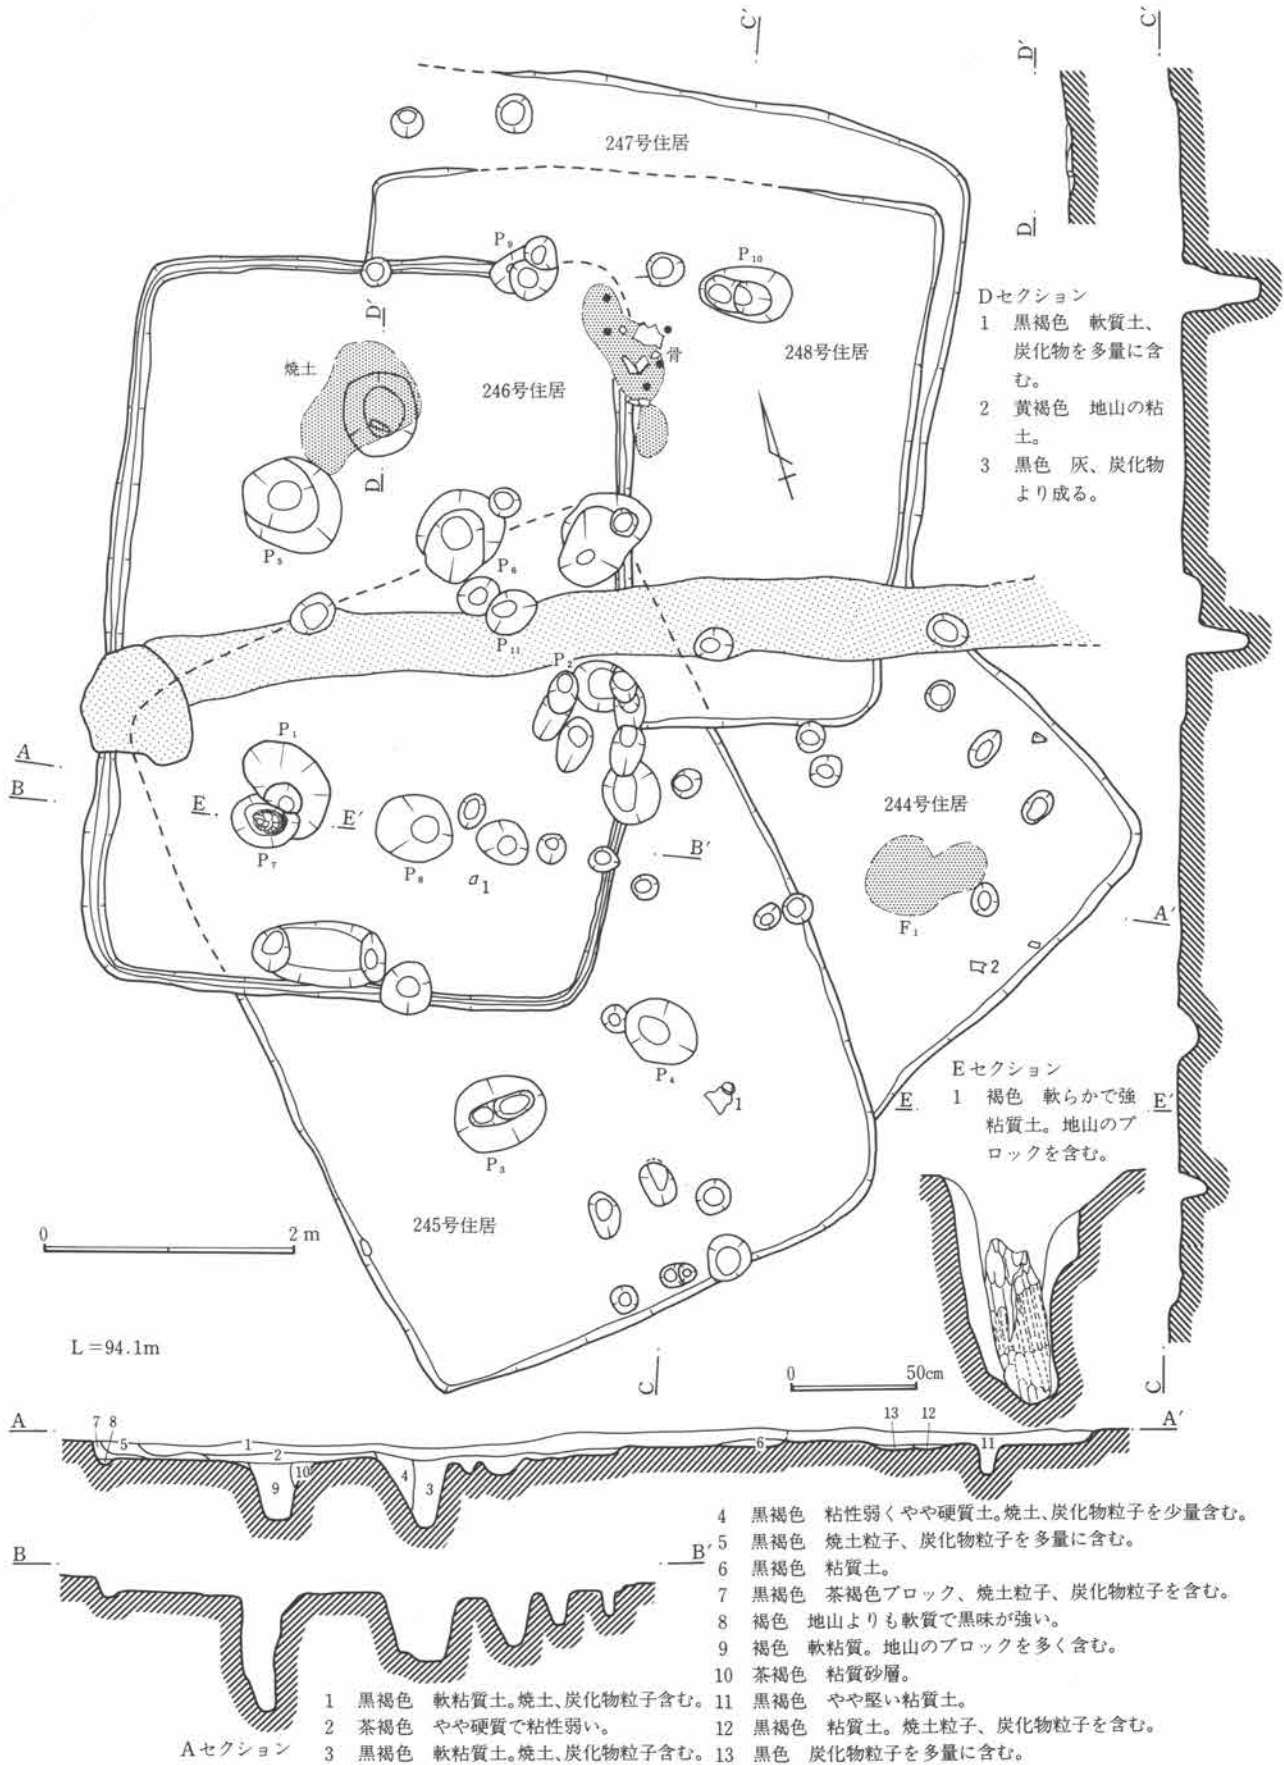 C'
C'
D'
247号住居
D
P₉
P₁₀
D'
焼土
246号住居
骨
248号住居
Dセクション
1 黒褐色 軟質土、
炭化物を多量に含
む。
2 黄褐色 地山の粘
土。
3 黒色 灰、炭化物
より成る。
D
P₅
P₆
P₁₁
P₂
A
B
P₁
E
E'
P₇
P₈
1
B'
244号住居
F₁
A'
2
P₄
1
P₃
Eセクション
1 褐色 軟らかで強
粘質土。地山のブ
ロックを含む。
E
E'
245号住居
0 2m
L=94.1m
C
0 50cm
C
A
A'
7 8
5
1
2
9
10
4
3
6
13
12
11
B
B'
4 黒褐色 粘性弱くやや硬質土。焼土、炭化物粒子を少量含む。
5 黒褐色 焼土粒子、炭化物粒子を多量に含む。
6 黒褐色 粘質土。
7 黒褐色 茶褐色ブロック、焼土粒子、炭化物粒子を含む。
8 褐色 地山よりも軟質で黒味が強い。
9 褐色 軟粘質。地山のブロックを多く含む。
10 茶褐色 粘質砂層。
11 黒褐色 やや堅い粘質土。
12 黒褐色 粘質土。焼土粒子、炭化物粒子を含む。
13 黒色 炭化物粒子を多量に含む。
Aセクション
1 黒褐色 軟粘質土。焼土、炭化物粒子含む。
2 茶褐色 やや硬質で粘性弱い。
3 黒褐色 軟粘質土。焼土、炭化物粒子含む。